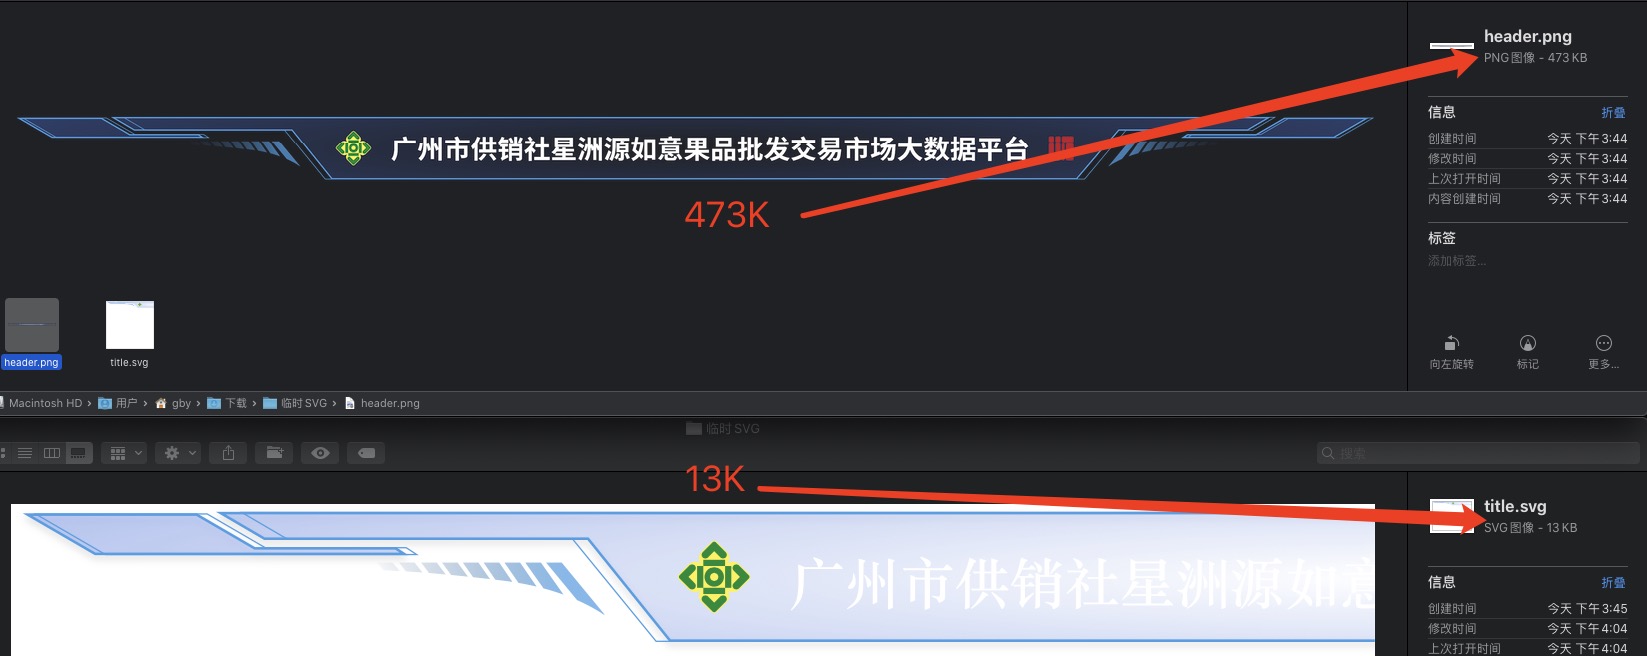 header.png
PNG图像 - 473 KB
信息
折叠
创建时间 今天 下午3:44
修改时间 今天 下午3:44
上次打开时间 今天 下午3:44
内容创建时间 今天 下午3:44
标签
添加标签...
广州市供销社星洲源如意果品批发交易市场大数据平台
473K
header.png
title.svg
向左旋转
标记
更多...
Macintosh HD › 用户 › gby › 下载 › 临时SVG › header.png
临时SVG
搜索
13K
title.svg
SVG图像 - 13 KB
广州市供销社星洲源如意
信息
折叠
创建时间 今天 下午3:45
修改时间 今天 下午4:04
上次打开时间 今天 下午4:04